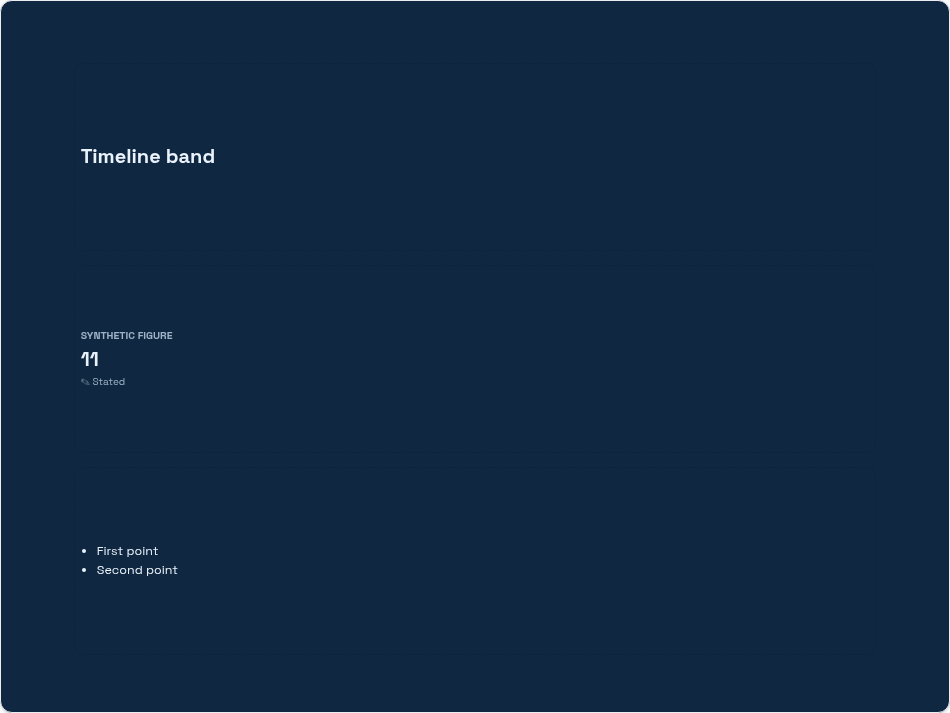 Timeline band
SYNTHETIC FIGURE
11
✎ Stated
• First point
• Second point